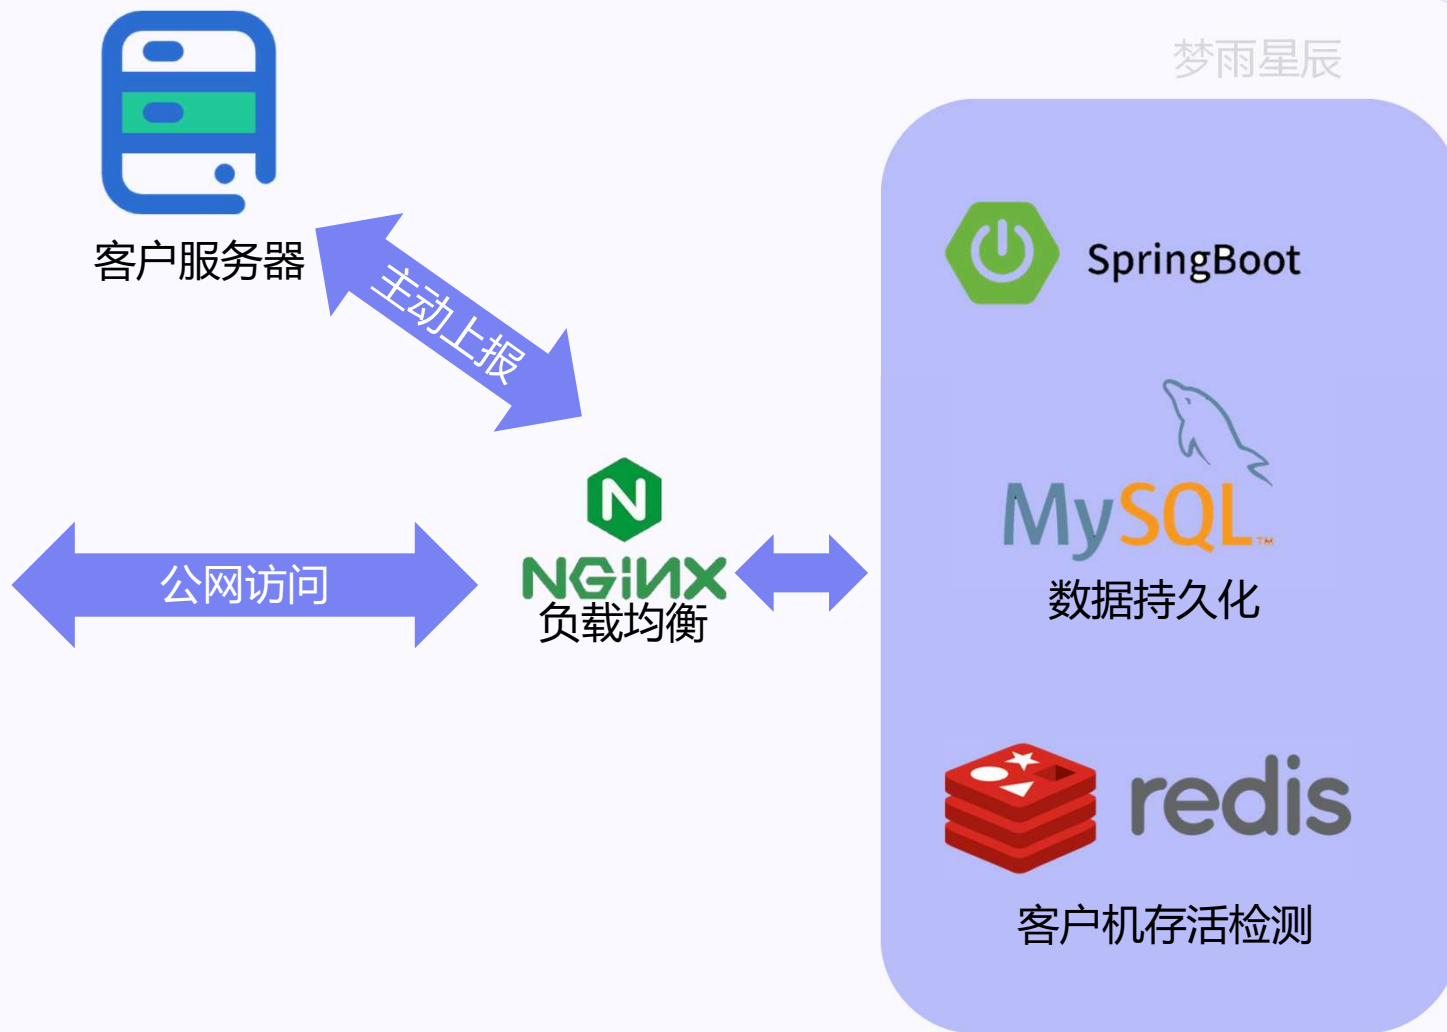 梦雨星辰
客户服务器
主动上报
SpringBoot
MySQL™
数据持久化
公网访问
NGINX
负载均衡
redis
客户机存活检测